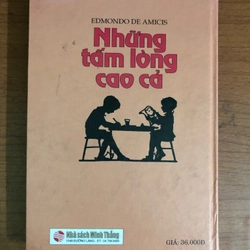 EDMONDO DE AMICIS
Những
tấm lòng
cao cả
Nhà sách Minh Thắng
GIÁ: 36.000Đ